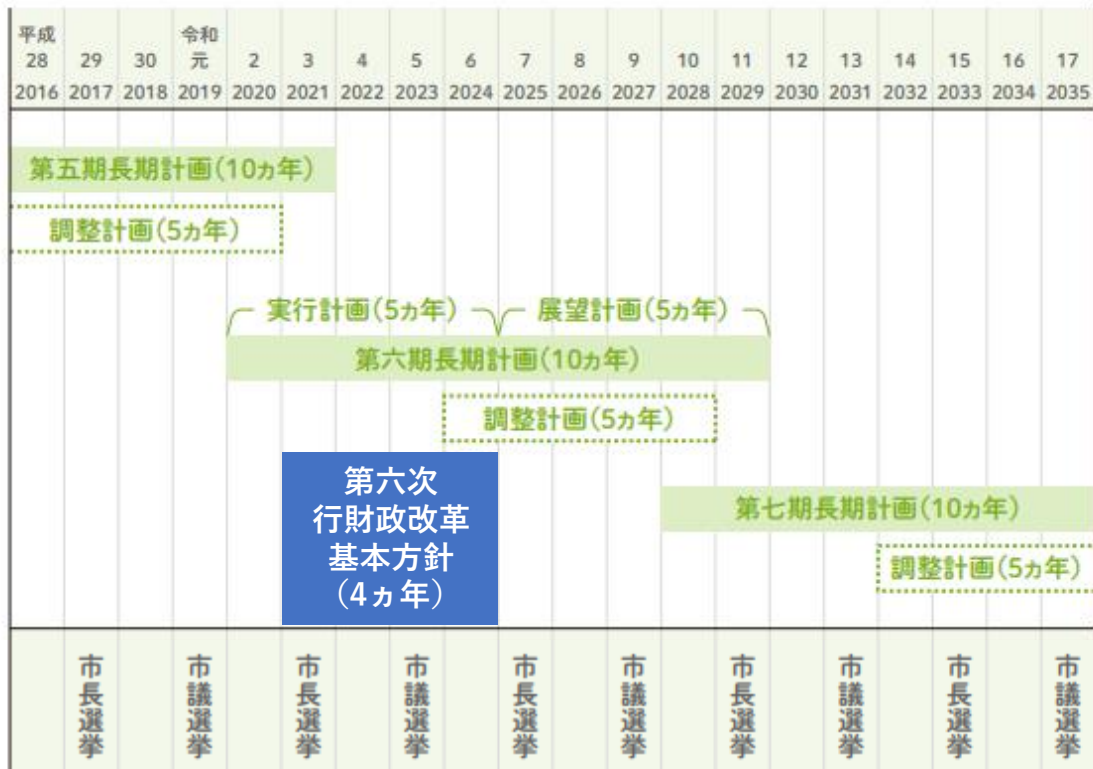 平成 令和
28 29 30 元 2 3 4 5 6 7 8 9 10 11 12 13 14 15 16 17
2016 2017 2018 2019 2020 2021 2022 2023 2024 2025 2026 2027 2028 2029 2030 2031 2032 2033 2034 2035
第五期長期計画(10ヵ年)
調整計画(5ヵ年)
実行計画(5ヵ年) 展望計画(5ヵ年)
第六期長期計画(10ヵ年)
調整計画(5ヵ年)
第六次
行財政改革
基本方針
(4ヵ年)
第七期長期計画(10ヵ年)
調整計画(5ヵ年)
市長選挙
市議選挙
市長選挙
市議選挙
市長選挙
市議選挙
市長選挙
市議選挙
市長選挙
市議選挙